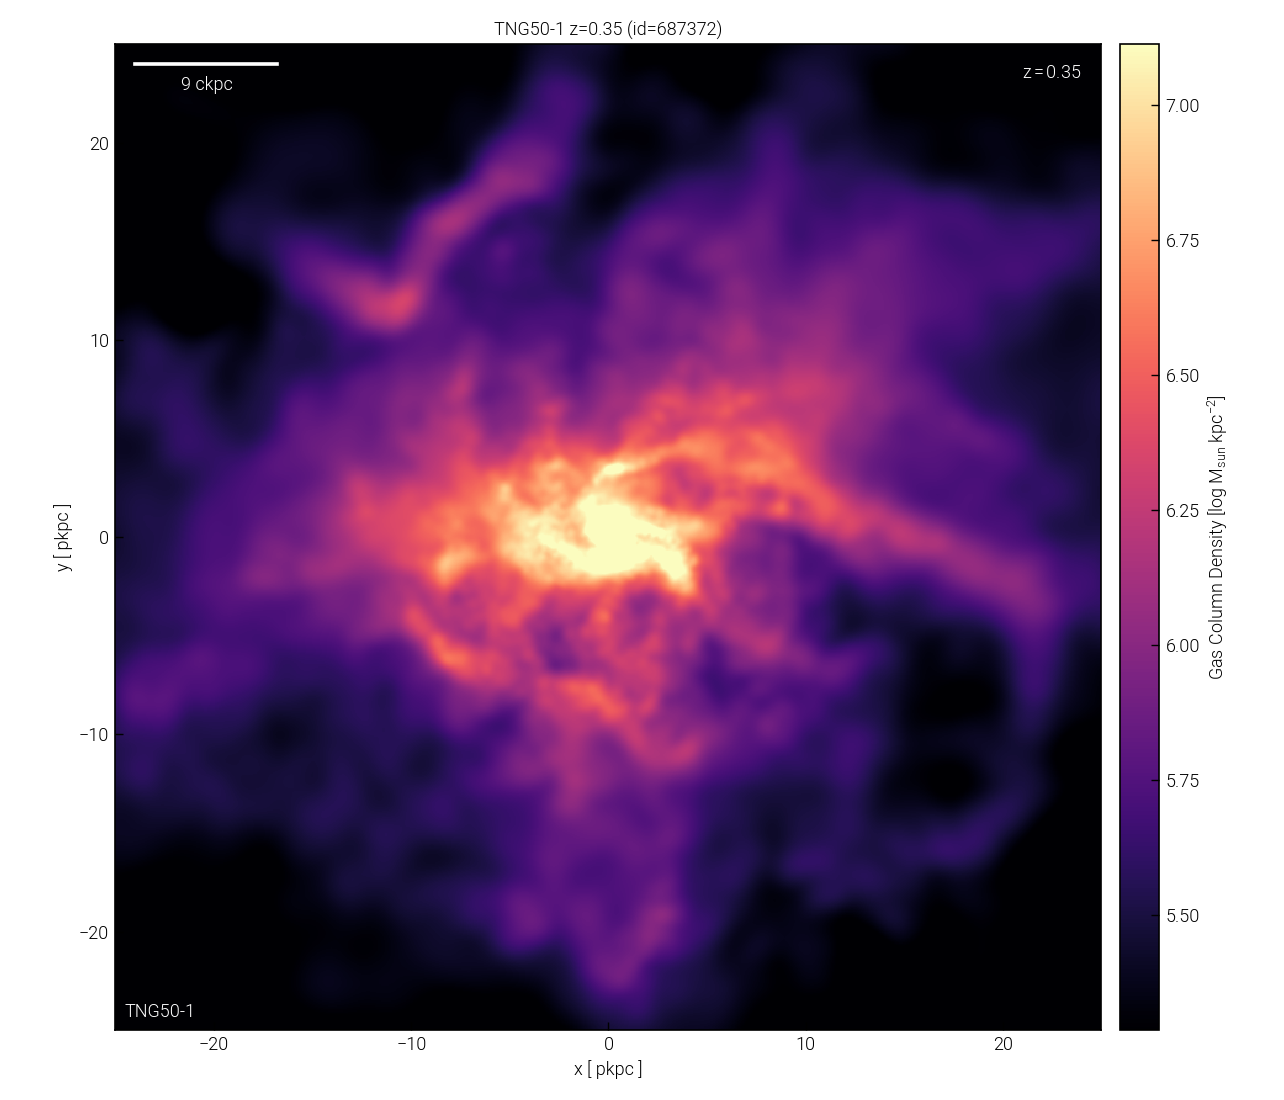 TNG50-1 z=0.35 (id=687372)
9 ckpc
z=0.35
20
10
0
−10
−20
y [ pkpc ]
TNG50-1
−20
−10
0
10
20
x [ pkpc ]
7.00
6.75
6.50
6.25
6.00
5.75
5.50
Gas Column Density [log M_sun kpc⁻²]